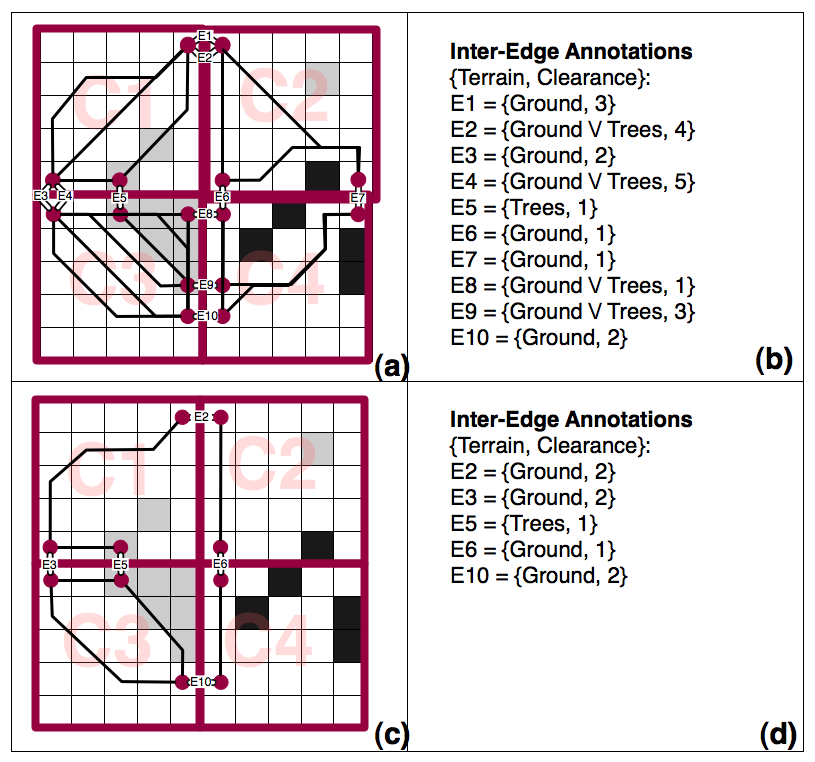 E1
E2
C1
C2
E3
E4
E5
E6
E7
E8
C3
C4
E9
E10
(a)
Inter-Edge Annotations
{Terrain, Clearance}:
E1 = {Ground, 3}
E2 = {Ground \/ Trees, 4}
E3 = {Ground, 2}
E4 = {Ground \/ Trees, 5}
E5 = {Trees, 1}
E6 = {Ground, 1}
E7 = {Ground, 1}
E8 = {Ground \/ Trees, 1}
E9 = {Ground \/ Trees, 3}
E10 = {Ground, 2}
(b)
E2
C1
C2
E3
E5
E6
C3
C4
E10
(c)
Inter-Edge Annotations
{Terrain, Clearance}:
E2 = {Ground, 2}
E3 = {Ground, 2}
E5 = {Trees, 1}
E6 = {Ground, 1}
E10 = {Ground, 2}
(d)